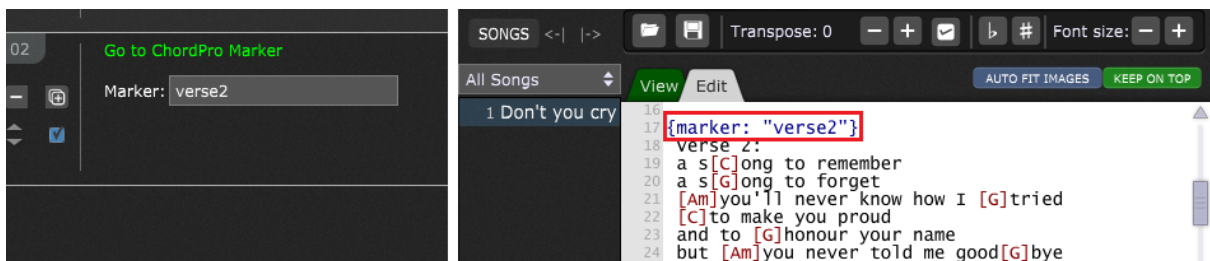 02
Go to ChordPro Marker
Marker: verse2
SONGS <-| |->
Transpose: 0 − + ♭ # Font size: − +
All Songs
View Edit AUTO FIT IMAGES KEEP ON TOP
1 Don't you cry
16
17 {marker: "verse2"}
18 verse 2:
19 a s[C]ong to remember
20 a s[G]ong to forget
21 [Am]you'll never know how I [G]tried
22 [C]to make you proud
23 and to [G]honour your name
24 but [Am]you never told me good[G]bye